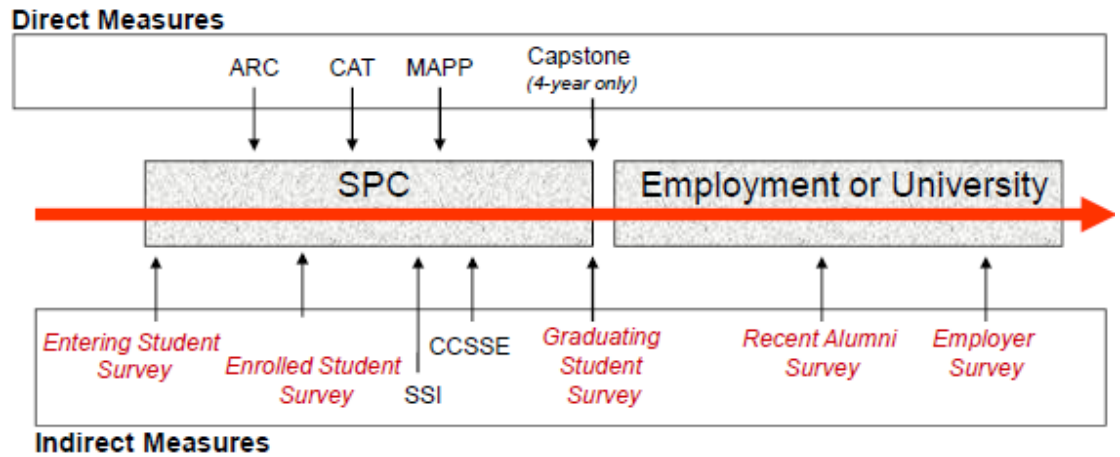 Direct Measures
ARC
CAT
MAPP
Capstone
(4-year only)
SPC
Employment or University
Entering Student
Survey
Enrolled Student
Survey
SSI
CCSSE
Graduating
Student
Survey
Recent Alumni
Survey
Employer
Survey
Indirect Measures